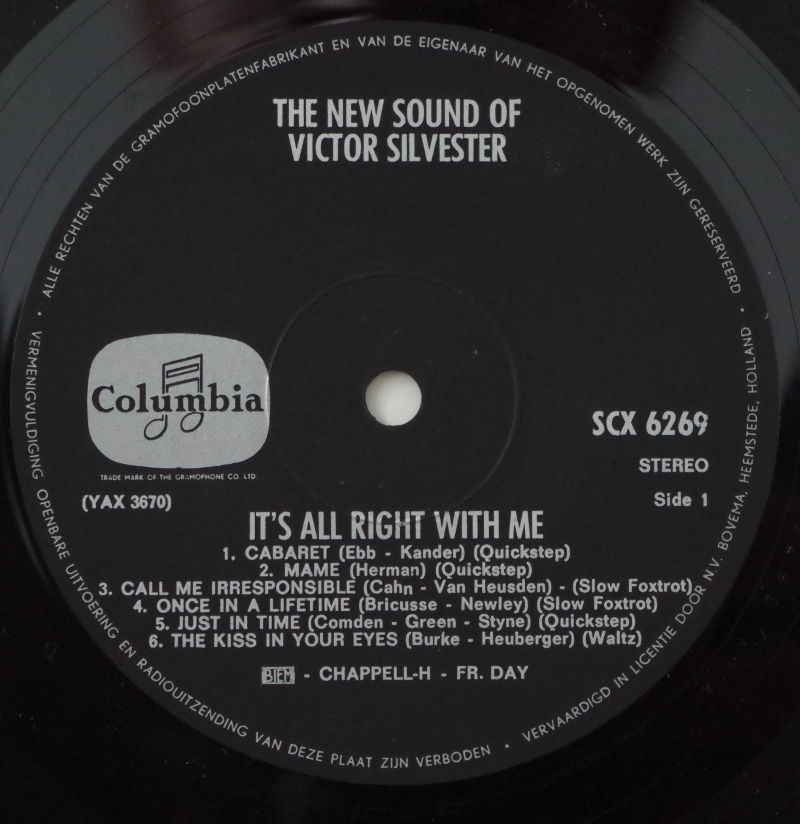 ALLE RECHTEN VAN DE GRAMOFOONPLATENFABRIKANT EN VAN DE EIGENAAR VAN HET OPGENOMEN WERK ZIJN GERESERVEERD •
THE NEW SOUND OF
VICTOR SILVESTER
Columbia
TRADE MARK OF THE GRAMOPHONE CO. LTD.
(YAX 3670)
SCX 6269
STEREO
Side 1
IT'S ALL RIGHT WITH ME
1. CABARET (Ebb - Kander) (Quickstep)
2. MAME (Herman) (Quickstep)
3. CALL ME IRRESPONSIBLE (Cahn - Van Heusden) - (Slow Foxtrot)
4. ONCE IN A LIFETIME (Bricusse - Newley) (Slow Foxtrot)
5. JUST IN TIME (Comden - Green - Styne) (Quickstep)
6. THE KISS IN YOUR EYES (Burke - Heuberger) (Waltz)
BIEM - CHAPPELL-H - FR. DAY
VERMENIGVULDIGING OPENBARE UITVOERING EN RADIOUITZENDING VAN DEZE PLAAT ZIJN VERBODEN •
VERVAARDIGD IN LICENTIE DOOR N.V. BOVEMA, HEEMSTEDE, HOLLAND •